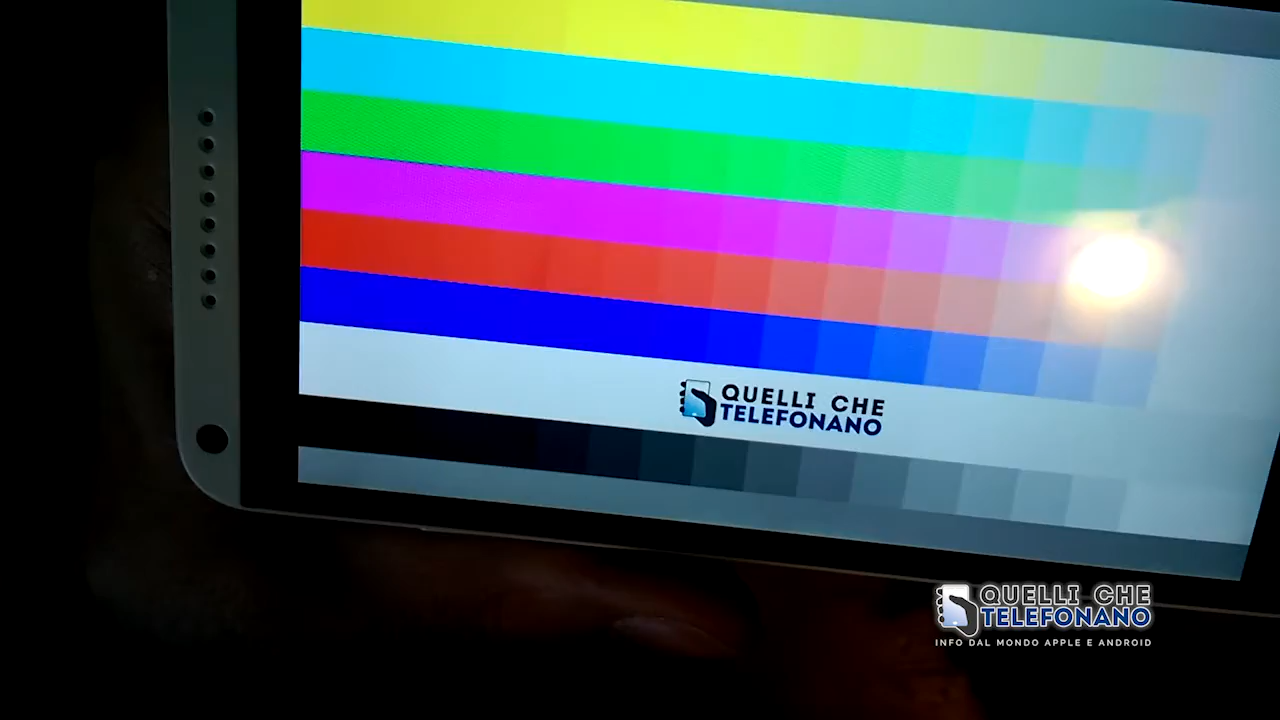 QUELLI CHE
TELEFONANO
QUELLI CHE
TELEFONANO
INFO DAL MONDO APPLE E ANDROID